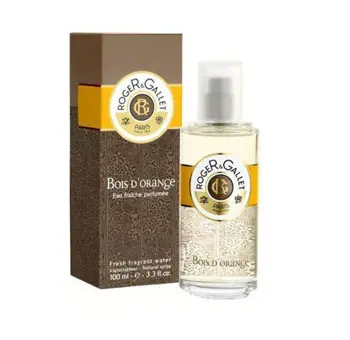 ROGER & GALLET
R&G
PARIS
BOIS D'ORANGE
Eau fraîche parfumée
Fresh fragrant water
Vaporisateur - Natural spray
100 ml - e - 3.3 fl.oz.
ROGER & GALLET
R&G
PARIS
BOIS D'ORANGE